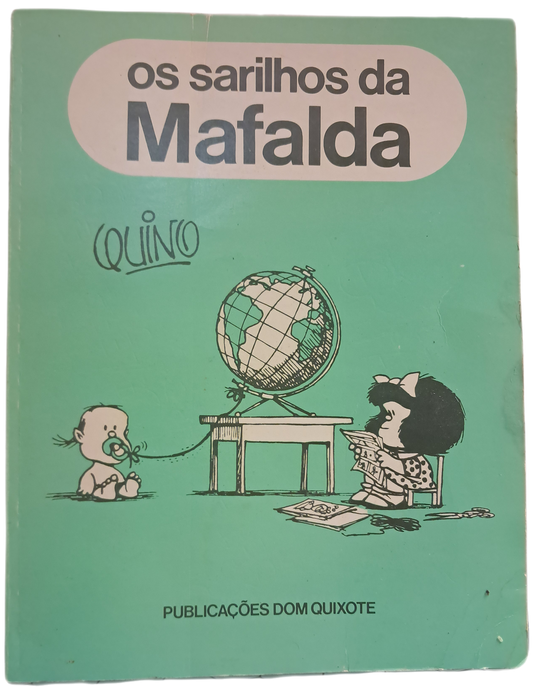 os sarilhos da
Mafalda
QUINO
PUBLICAÇÕES DOM QUIXOTE